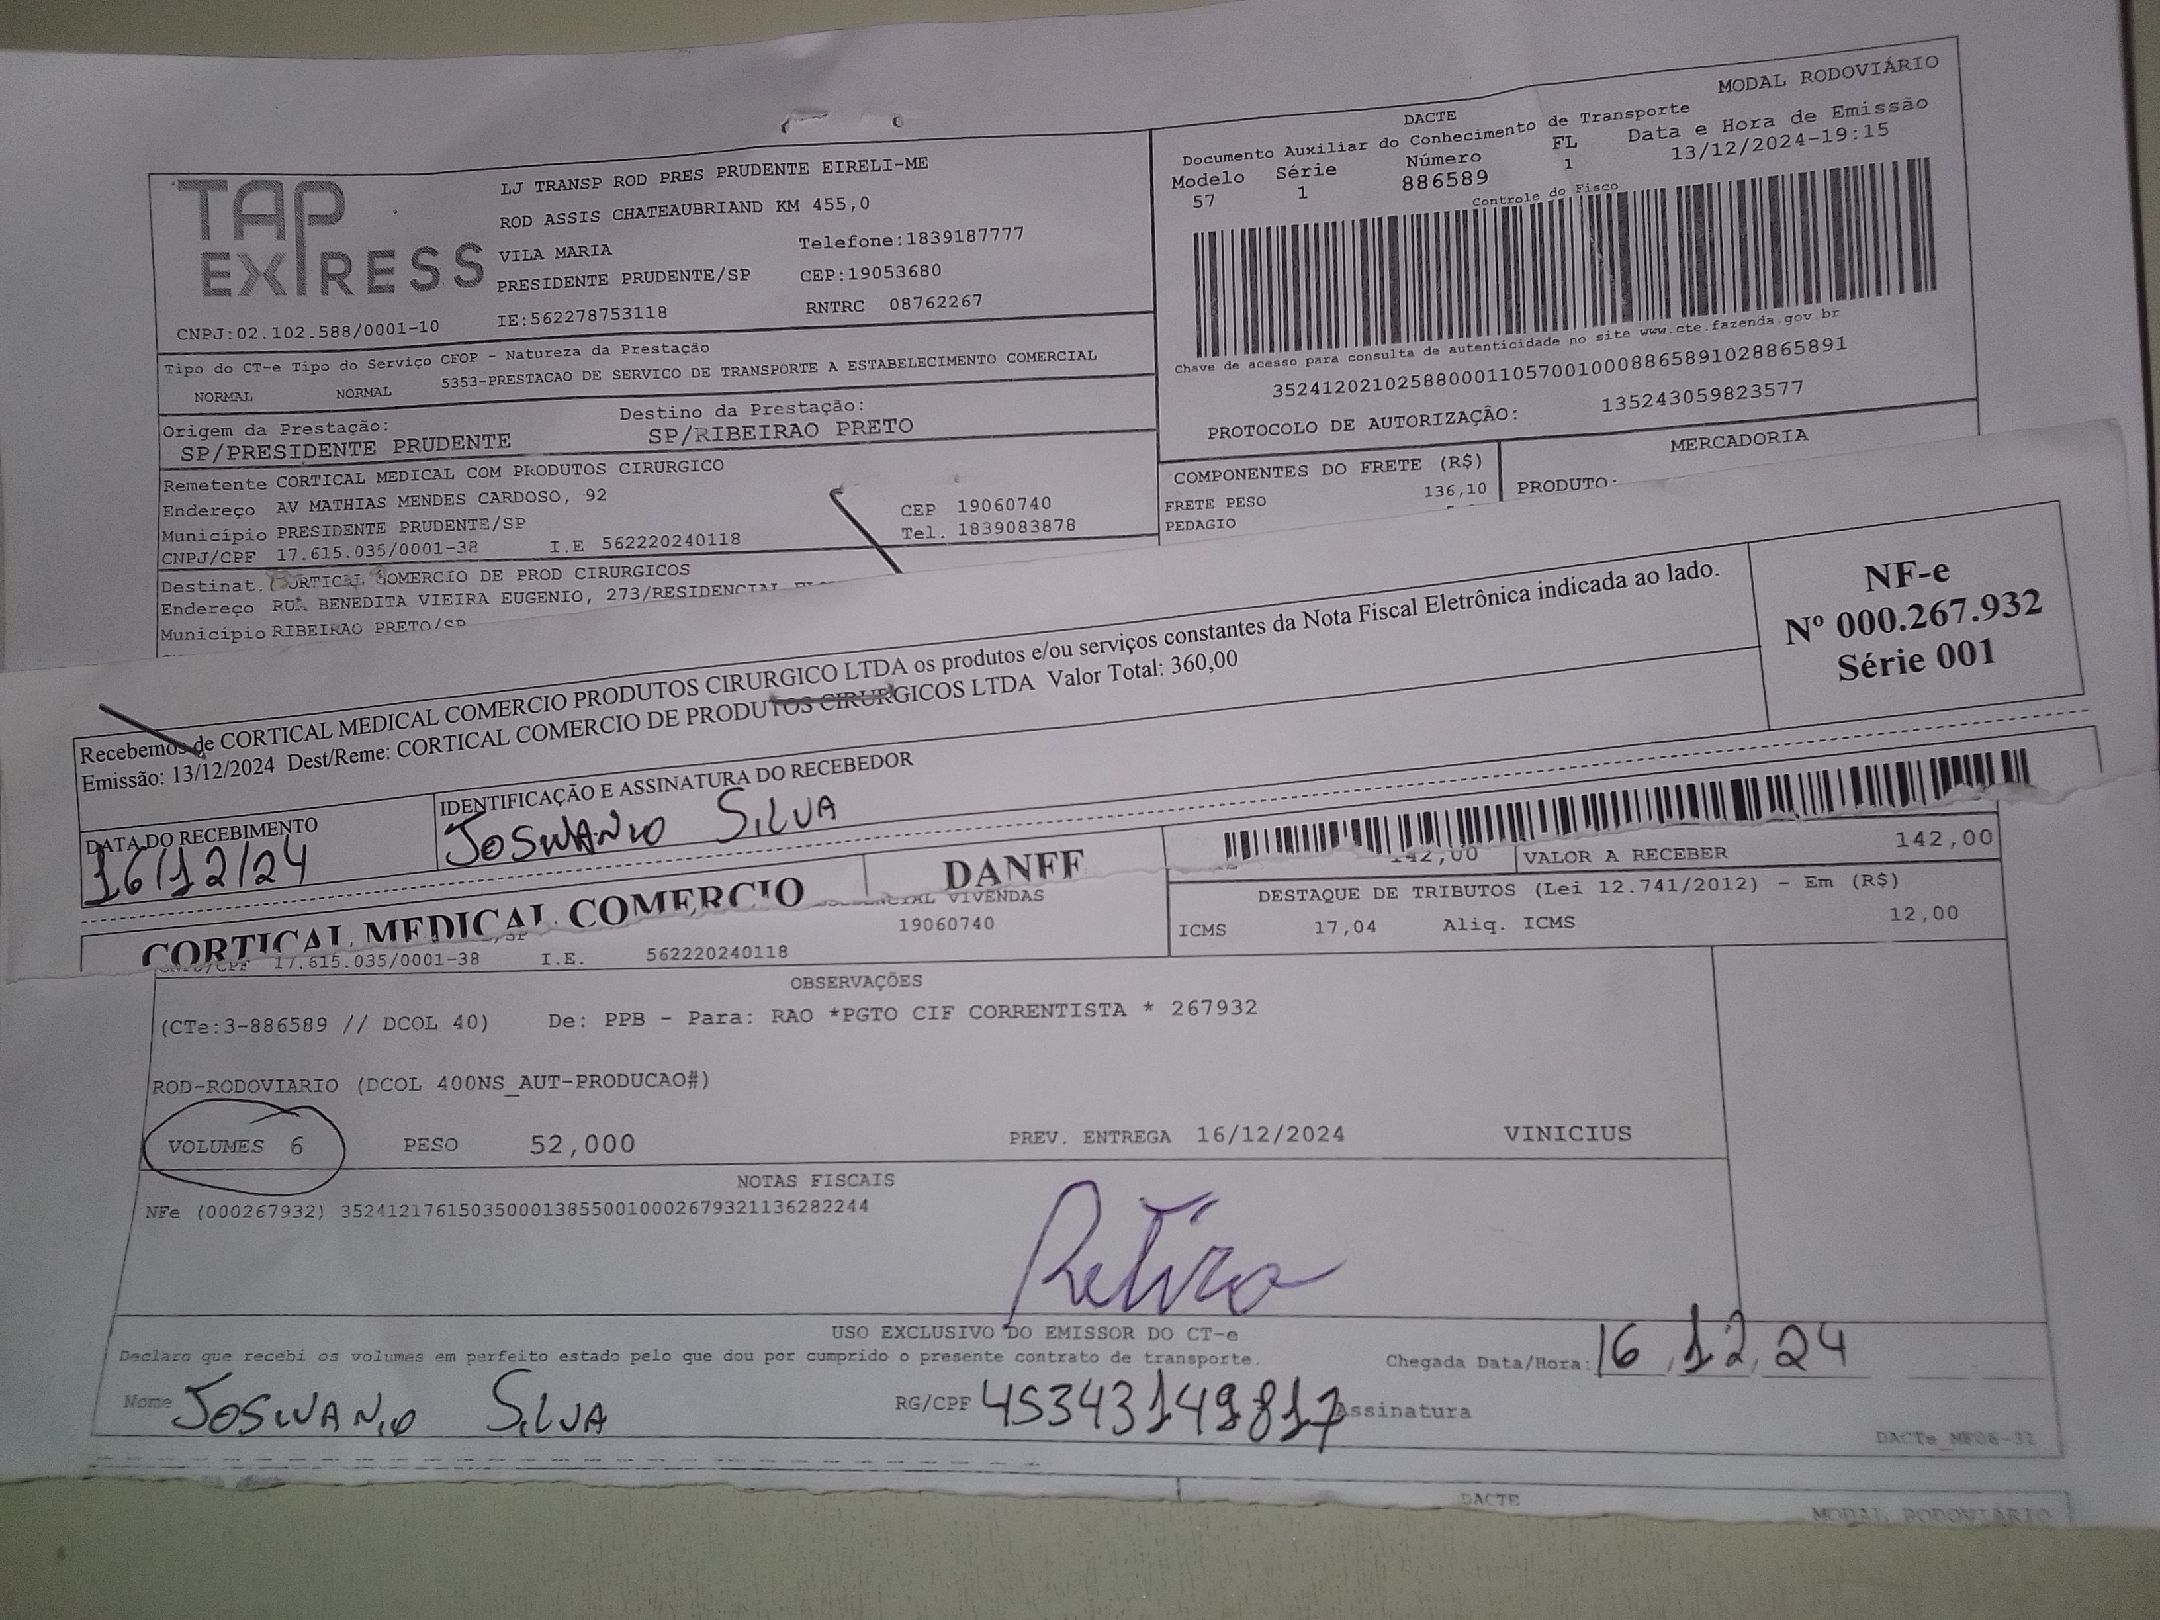 TAP
EXPRESS
LJ TRANSP ROD PRES PRUDENTE EIRELI-ME
ROD ASSIS CHATEAUBRIAND KM 455,0
VILA MARIA Telefone:1839187777
PRESIDENTE PRUDENTE/SP CEP:19053680
CNPJ:02.102.588/0001-10 IE:562278753118 RNTRC 08762267
MODAL RODOVIÁRIO
DACTE
Documento Auxiliar do Conhecimento de Transporte
Modelo Série Número FL Data e Hora de Emissão
57 1 886589 1 13/12/2024-19:15
Controle do Fisco
Chave de acesso para consulta de autenticidade no site www.cte.fazenda.gov.br
35241202102588000110570010008865891028865891
PROTOCOLO DE AUTORIZAÇÃO: 135243059823577
Tipo do CT-e Tipo do Serviço CFOP - Natureza da Prestação
NORMAL NORMAL 5353-PRESTACAO DE SERVICO DE TRANSPORTE A ESTABELECIMENTO COMERCIAL
Origem da Prestação: Destino da Prestação:
SP/PRESIDENTE PRUDENTE SP/RIBEIRAO PRETO
Remetente CORTICAL MEDICAL COM PRODUTOS CIRURGICO
Endereço AV MATHIAS MENDES CARDOSO, 92 CEP 19060740
Município PRESIDENTE PRUDENTE/SP Tel. 1839083878
CNPJ/CPF 17.615.035/0001-38 I.E 562220240118
COMPONENTES DO FRETE (R$) MERCADORIA
FRETE PESO 136,10 PRODUTO:
PEDAGIO
Destinat. CORTICAL COMERCIO DE PROD CIRURGICOS
Endereço RUA BENEDITA VIEIRA EUGENIO, 273/RESIDENCIAL
Município RIBEIRAO PRETO/SP
Recebemos de CORTICAL MEDICAL COMERCIO PRODUTOS CIRURGICO LTDA os produtos e/ou serviços constantes da Nota Fiscal Eletrônica indicada ao lado.
Emissão: 13/12/2024 Dest/Reme: CORTICAL COMERCIO DE PRODUTOS CIRURGICOS LTDA Valor Total: 360,00
NF-e
Nº 000.267.932
Série 001
DATA DO RECEBIMENTO IDENTIFICAÇÃO E ASSINATURA DO RECEBEDOR
16/12/24 JOSWANIO SILVA
CORTICAL MEDICAL COMERCIO DANFE
142,00 VALOR A RECEBER 142,00
VIVENDAS
19060740
CNPJ/CPF 17.615.035/0001-38 I.E. 562220240118
DESTAQUE DE TRIBUTOS (Lei 12.741/2012) - Em (R$)
ICMS 17,04 Aliq. ICMS 12,00
OBSERVAÇÕES
(CTe:3-886589 // DCOL 40) De: PPB - Para: RAO *PGTO CIF CORRENTISTA * 267932
ROD-RODOVIARIO (DCOL 400NS_AUT-PRODUCAO#)
VOLUMES 6 PESO 52,000 PREV. ENTREGA 16/12/2024 VINICIUS
NOTAS FISCAIS
NFe (000267932) 35241217615035000138550010002679321136282244
Retira
USO EXCLUSIVO DO EMISSOR DO CT-e
Declaro que recebi os volumes em perfeito estado pelo que dou por cumprido o presente contrato de transporte. Chegada Data/Hora: 16 12 24
Nome JOSWANIO SILVA RG/CPF 45343149817 Assinatura
DACTe_MF06-32
DACTE
MODAL RODOVIARIO